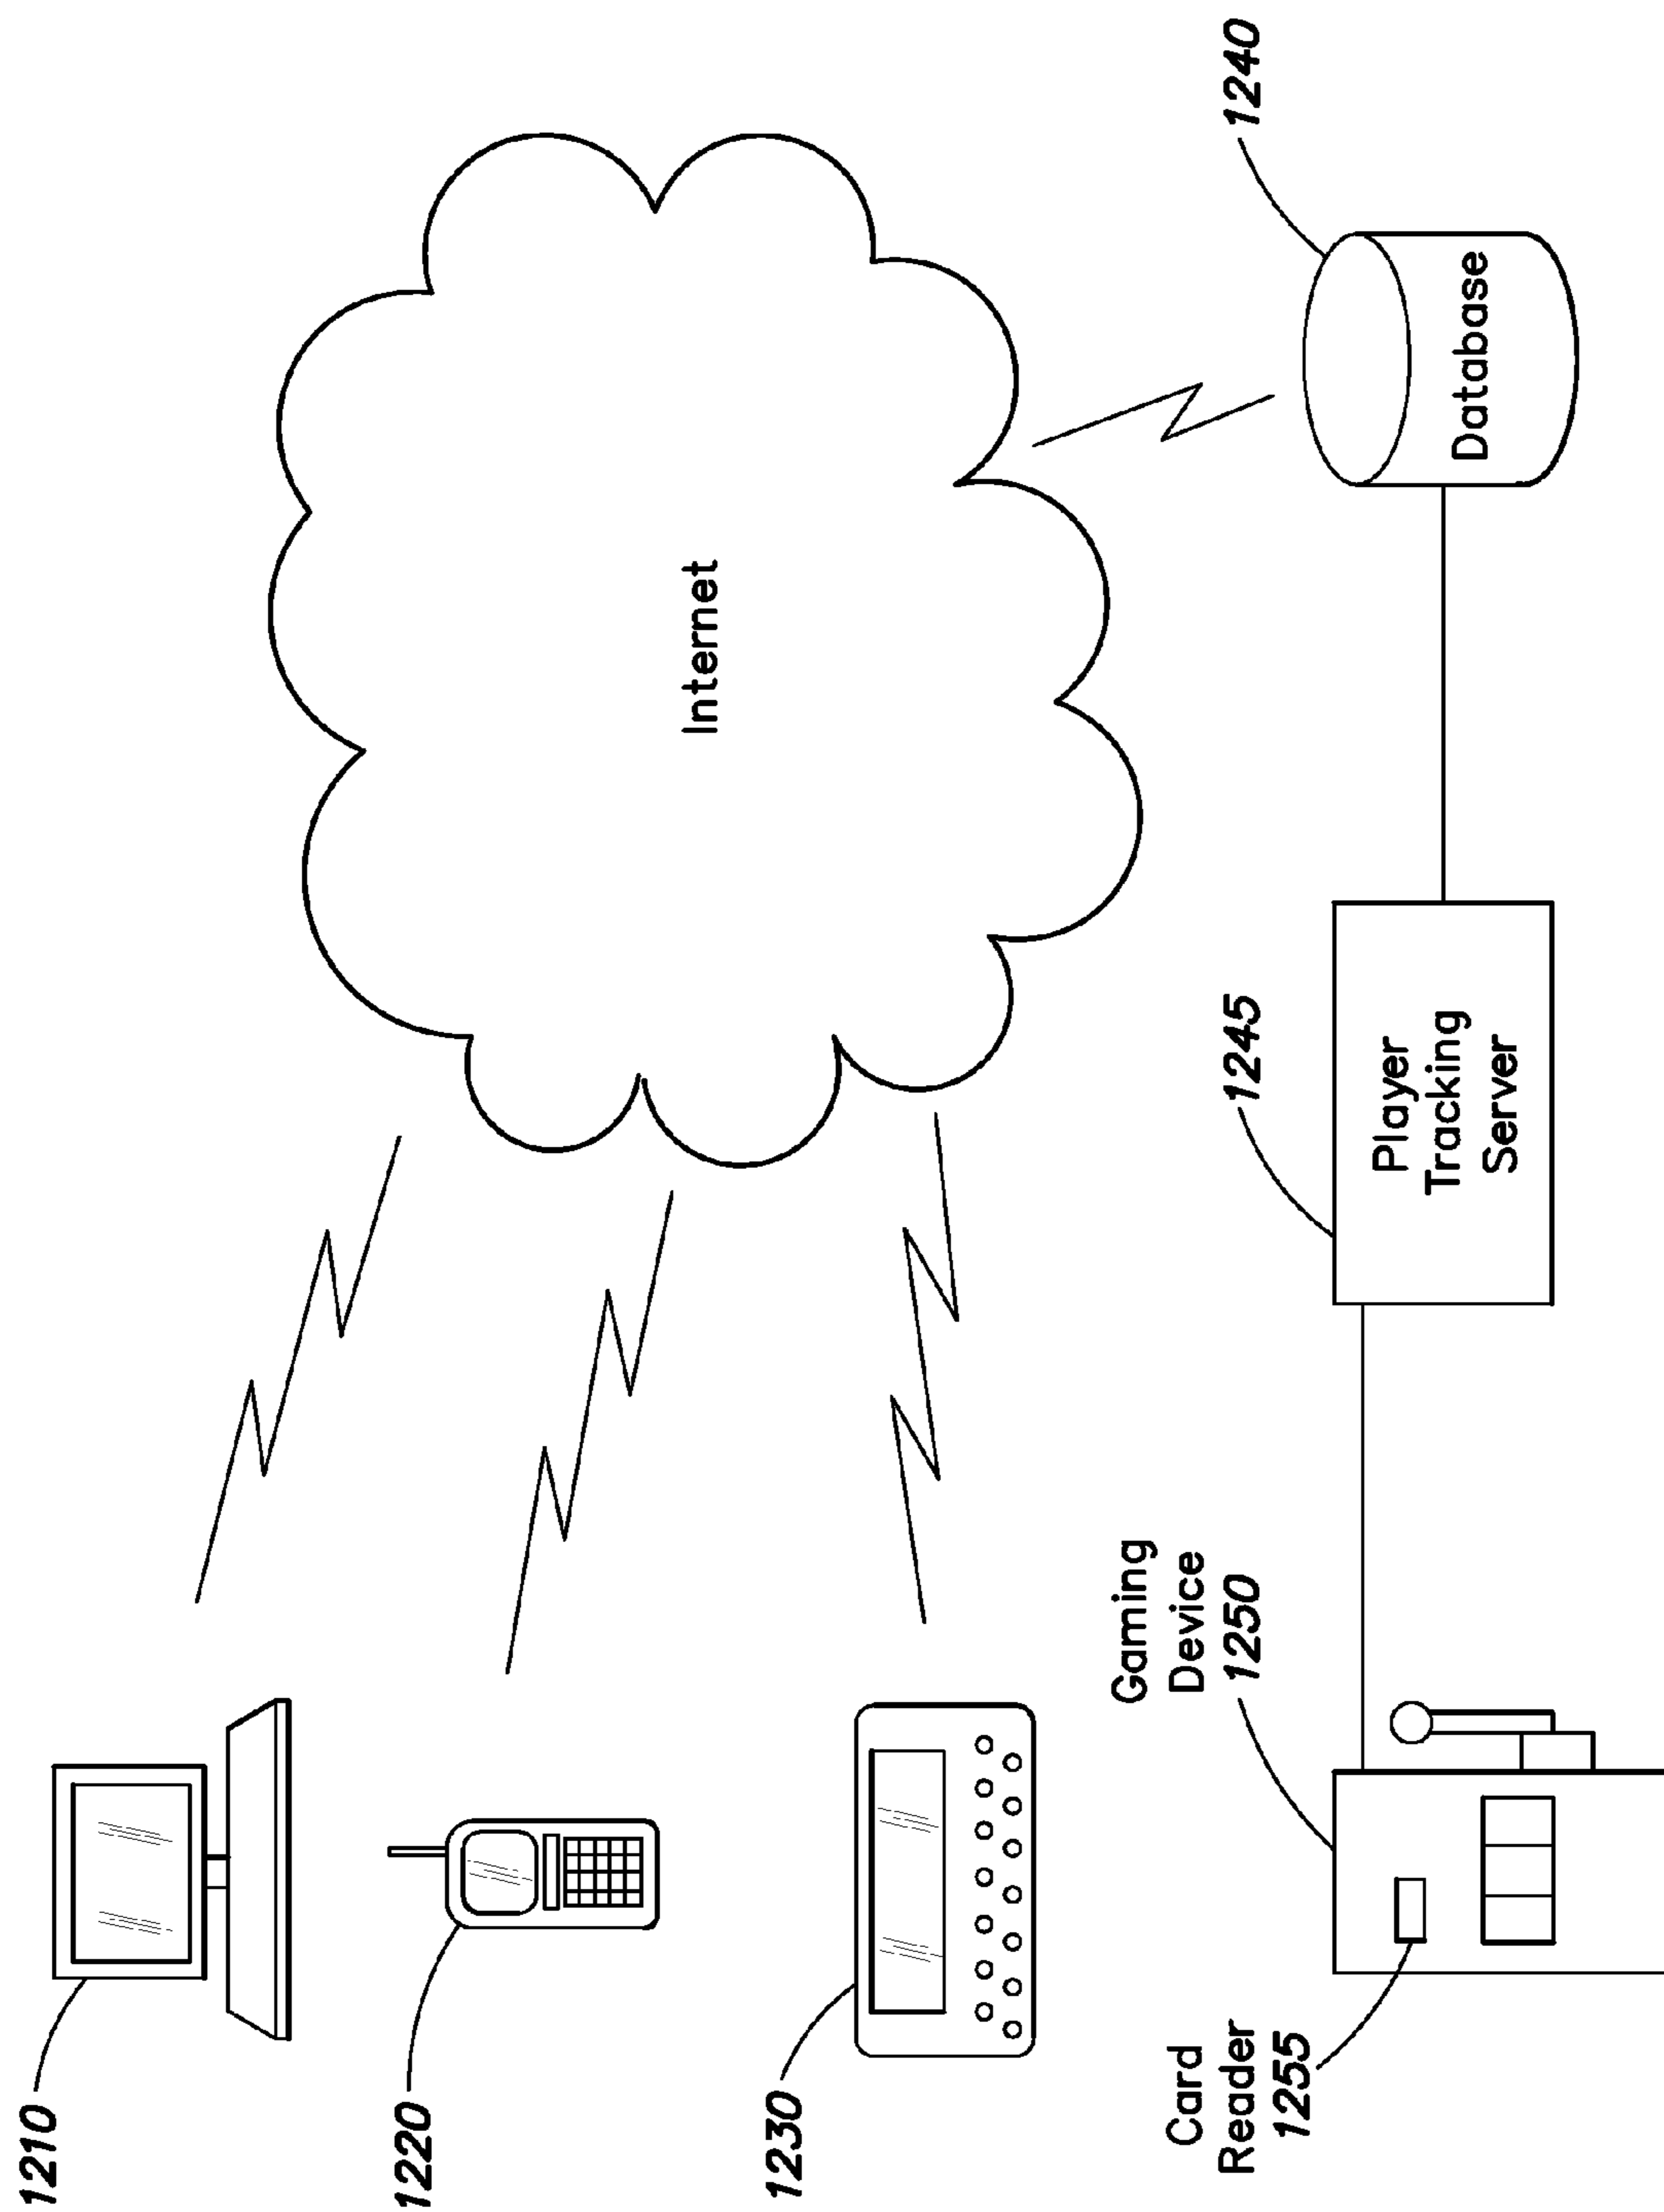 1210
1220
1230
Internet
Card
Reader
1255
Gaming
Device
1250
1245
Player
Tracking
Server
1240
Database